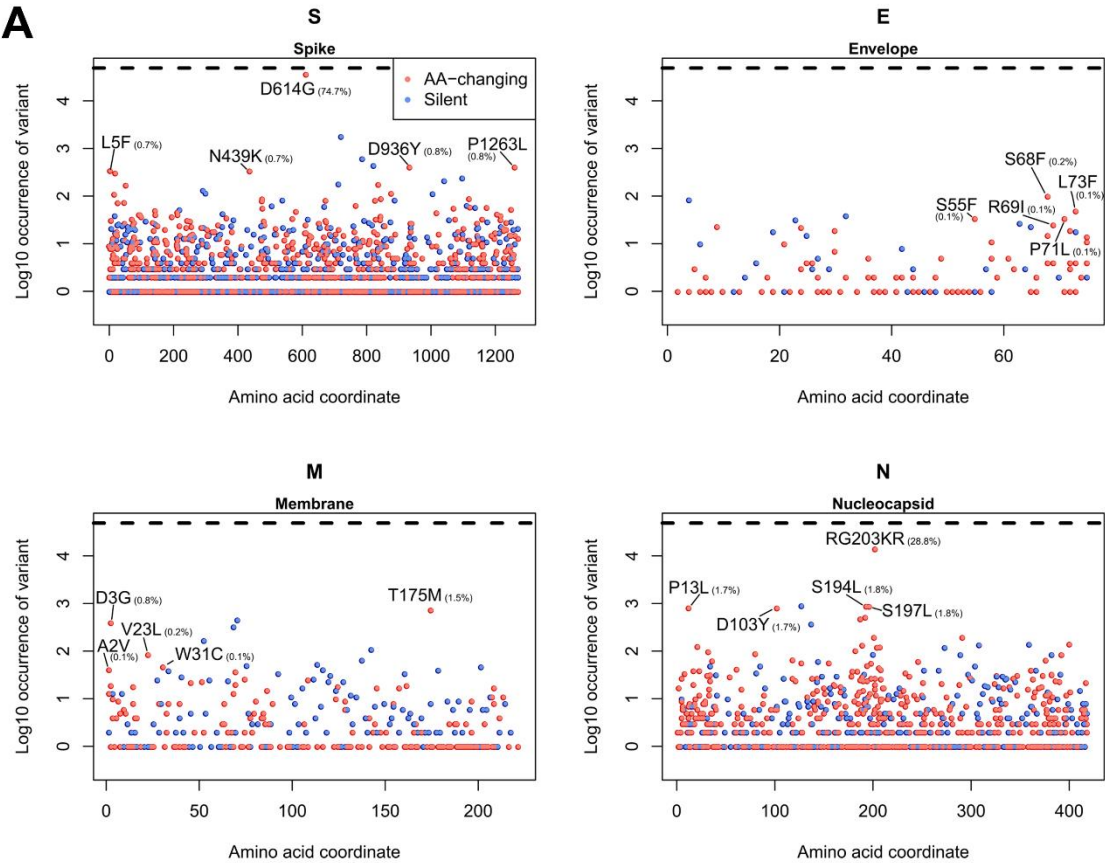 A
S
Spike
Log10 occurrence of variant
4
3
2
1
0
AA−changing
Silent
D614G (74.7%)
L5F (0.7%)
N439K (0.7%)
D936Y (0.8%)
P1263L
(0.8%)
0 200 400 600 800 1000 1200
Amino acid coordinate
E
Envelope
Log10 occurrence of variant
4
3
2
1
0
S68F (0.2%)
L73F
(0.1%)
S55F
(0.1%)
R69I (0.1%)
P71L (0.1%)
0 20 40 60
Amino acid coordinate
M
Membrane
Log10 occurrence of variant
4
3
2
1
0
D3G (0.8%)
T175M (1.5%)
V23L (0.2%)
A2V
(0.1%)
W31C (0.1%)
0 50 100 150 200
Amino acid coordinate
N
Nucleocapsid
Log10 occurrence of variant
4
3
2
1
0
RG203KR (28.8%)
P13L (1.7%)
S194L (1.8%)
D103Y (1.7%)
S197L (1.8%)
0 100 200 300 400
Amino acid coordinate